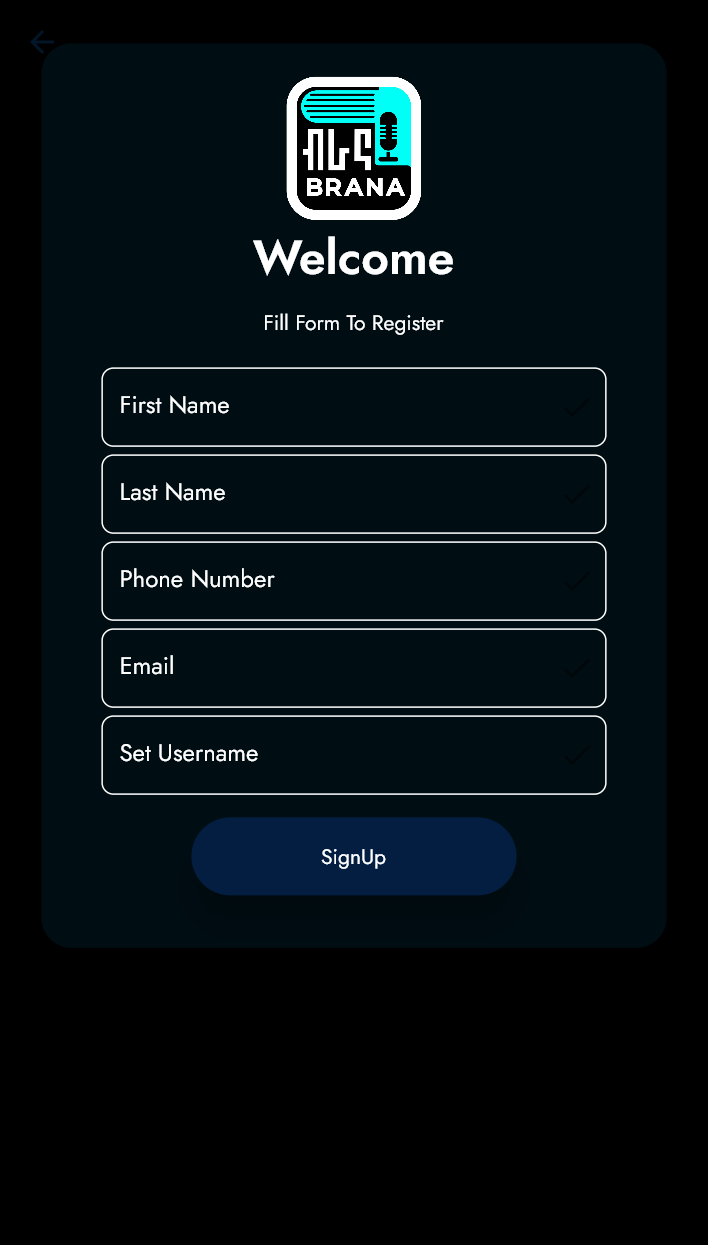 ብራና
BRANA
Welcome
Fill Form To Register
First Name
Last Name
Phone Number
Email
Set Username
SignUp